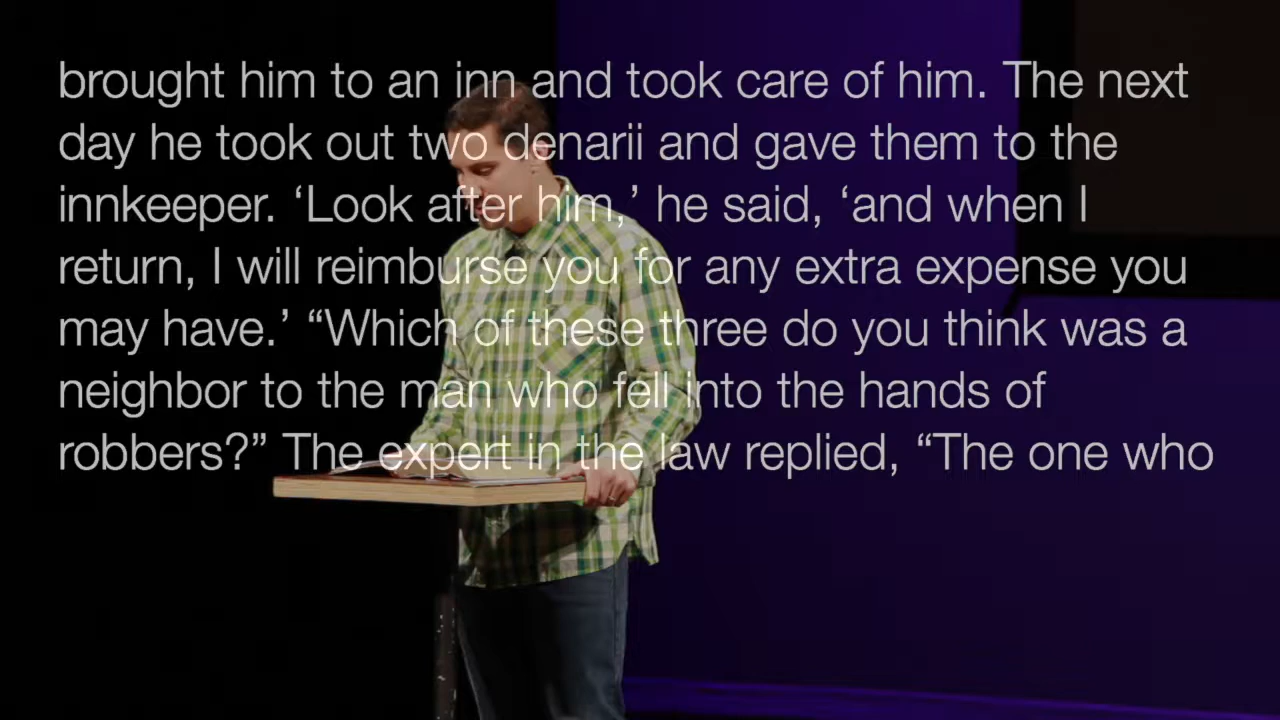 brought him to an inn and took care of him. The next
day he took out two denarii and gave them to the
innkeeper. ‘Look after him,’ he said, ‘and when I
return, I will reimburse you for any extra expense you
may have.’ “Which of these three do you think was a
neighbor to the man who fell into the hands of
robbers?” The expert in the law replied, “The one who